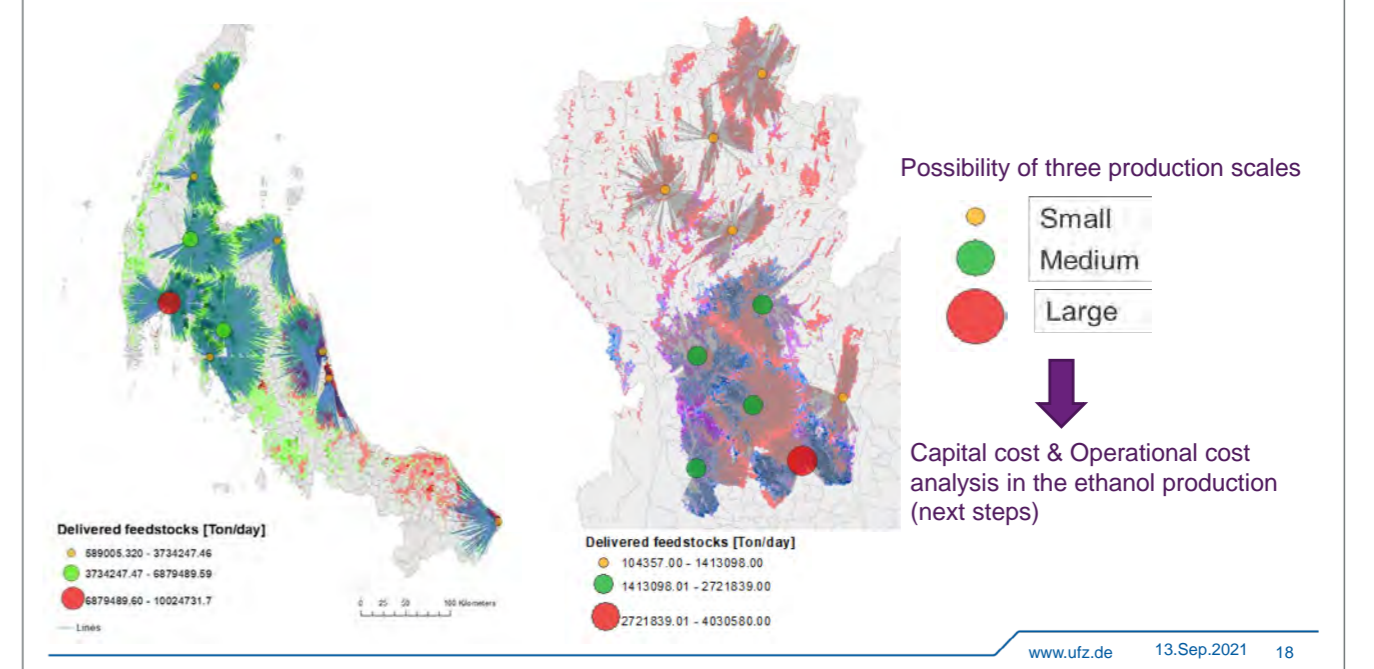 Possibility of three production scales
Small
Medium
Large
Capital cost & Operational cost
analysis in the ethanol production
(next steps)
Delivered feedstocks [Ton/day]
589005.320 - 3734247.46
3734247.47 - 6879489.59
6879489.60 - 10024731.7
Lines
0 25 50 100 Kilometers
Delivered feedstocks [Ton/day]
104357.00 - 1413098.00
1413098.01 - 2721839.00
2721839.01 - 4030580.00
www.ufz.de 13.Sep.2021 18